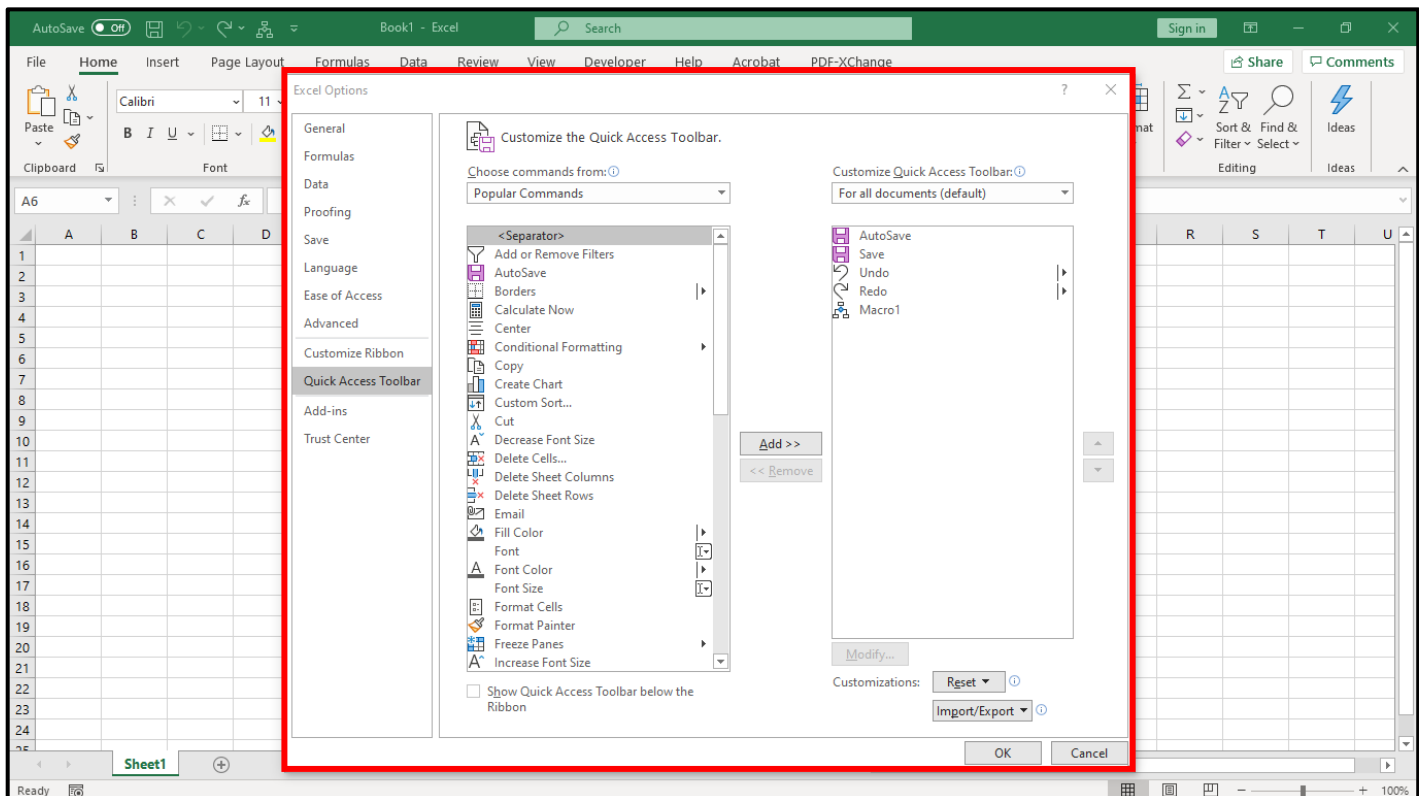 AutoSave Off Book1 - Excel Search Sign in
File Home Insert Page Layout Formulas Data Review View Developer Help Acrobat PDF-XChange Share Comments
Calibri 11
Paste B I U
Sort & Find & Ideas
Filter Select
Clipboard Font Editing Ideas
A6 fx
A B C D R S T U
1
2
3
4
5
6
7
8
9
10
11
12
13
14
15
16
17
18
19
20
21
22
23
24
25
Excel Options ? ×
General
Formulas
Data
Proofing
Save
Language
Ease of Access
Advanced
Customize Ribbon
Quick Access Toolbar
Add-ins
Trust Center
Customize the Quick Access Toolbar.
Choose commands from:
Popular Commands
<Separator>
Add or Remove Filters
AutoSave
Borders
Calculate Now
Center
Conditional Formatting
Copy
Create Chart
Custom Sort...
Cut
Decrease Font Size
Delete Cells...
Delete Sheet Columns
Delete Sheet Rows
Email
Fill Color
Font
Font Color
Font Size
Format Cells
Format Painter
Freeze Panes
Increase Font Size
Show Quick Access Toolbar below the
Ribbon
Add >>
<< Remove
Customize Quick Access Toolbar:
For all documents (default)
AutoSave
Save
Undo
Redo
Macro1
Modify...
Customizations: Reset
Import/Export
OK Cancel
Sheet1
Ready 100%